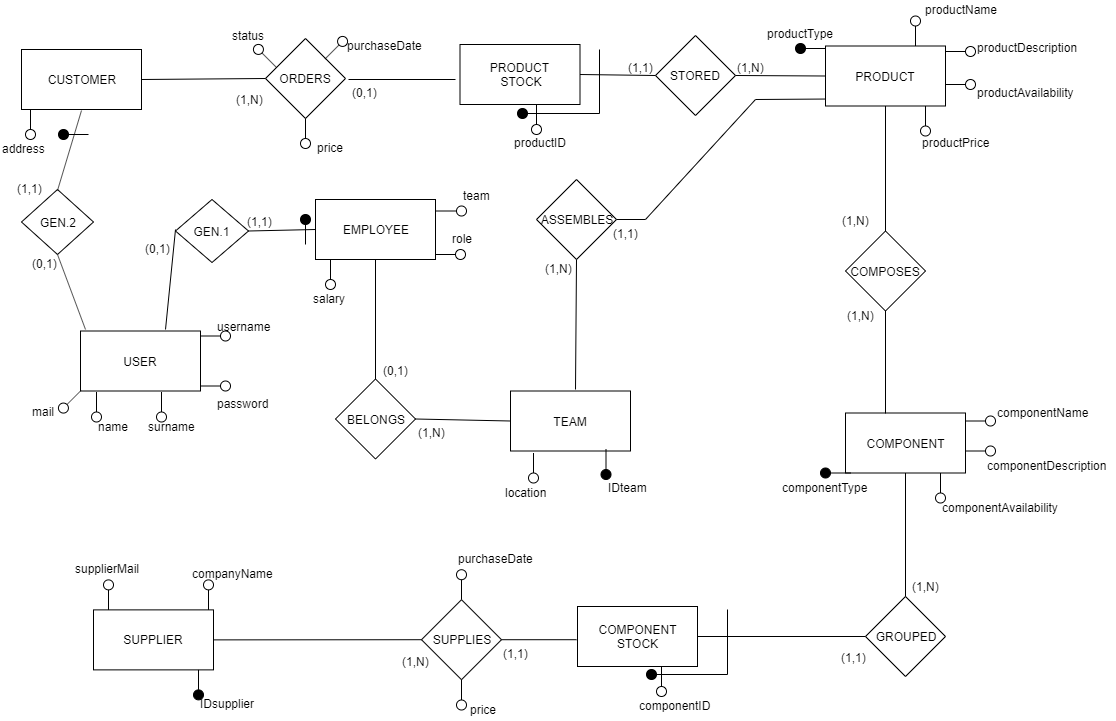 productName
status
purchaseDate
productType
productDescription
CUSTOMER
ORDERS
PRODUCT
STOCK
(1,1)
STORED
(1,N)
PRODUCT
(1,N)
(0,1)
productAvailability
address
price
productID
productPrice
(1,1)
GEN.2
(0,1)
(0,1)
GEN.1
(1,1)
EMPLOYEE
team
role
salary
ASSEMBLES
(1,1)
(1,N)
(1,N)
COMPOSES
(1,N)
USER
username
password
mail
name
surname
(0,1)
BELONGS
(1,N)
TEAM
location
IDteam
COMPONENT
componentName
componentDescription
componentType
componentAvailability
supplierMail
companyName
purchaseDate
SUPPLIER
IDsupplier
SUPPLIES
(1,N)
(1,1)
price
COMPONENT
STOCK
componentID
(1,N)
GROUPED
(1,1)